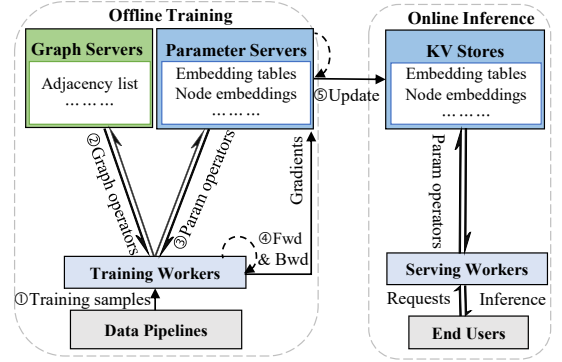 Offline Training
Graph Servers
Adjacency list
………
Parameter Servers
Embedding tables
Node embeddings
………
②Graph operators
③Param operators
Gradients
④Fwd
& Bwd
Training Workers
①Training samples
Data Pipelines
⑤Update
Online Inference
KV Stores
Embedding tables
Node embeddings
………
Param operators
Serving Workers
Requests
Inference
End Users